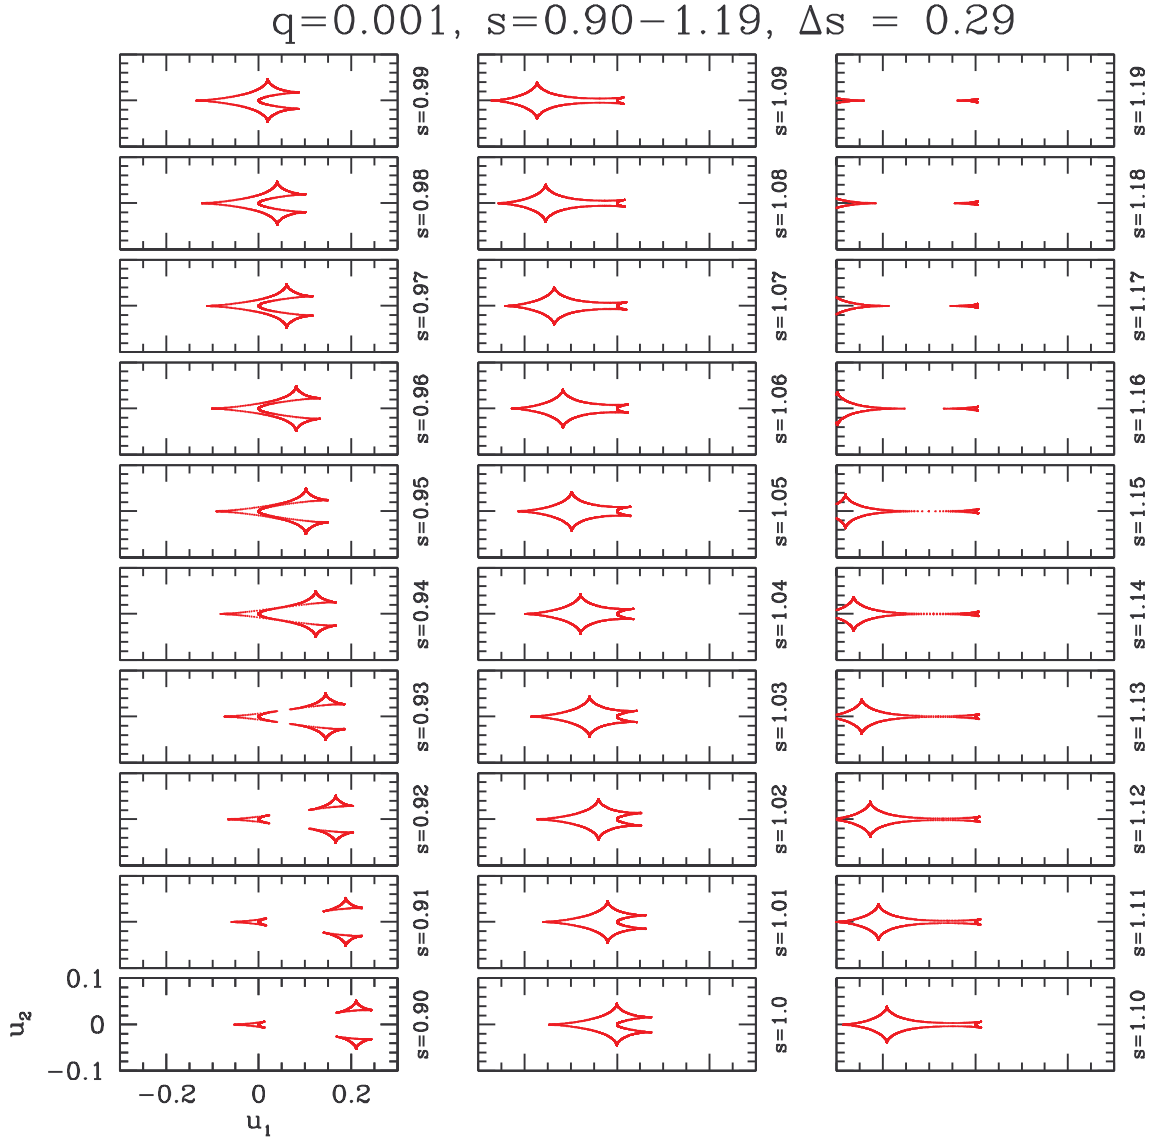 q=0.001, s=0.90−1.19, Δs = 0.29
s=0.99
s=1.09
s=1.19
s=0.98
s=1.08
s=1.18
s=0.97
s=1.07
s=1.17
s=0.96
s=1.06
s=1.16
s=0.95
s=1.05
s=1.15
s=0.94
s=1.04
s=1.14
s=0.93
s=1.03
s=1.13
s=0.92
s=1.02
s=1.12
s=0.91
s=1.01
s=1.11
0.1
0
−0.1
u₂
s=0.90
s=1.0
s=1.10
−0.2 0 0.2
u₁